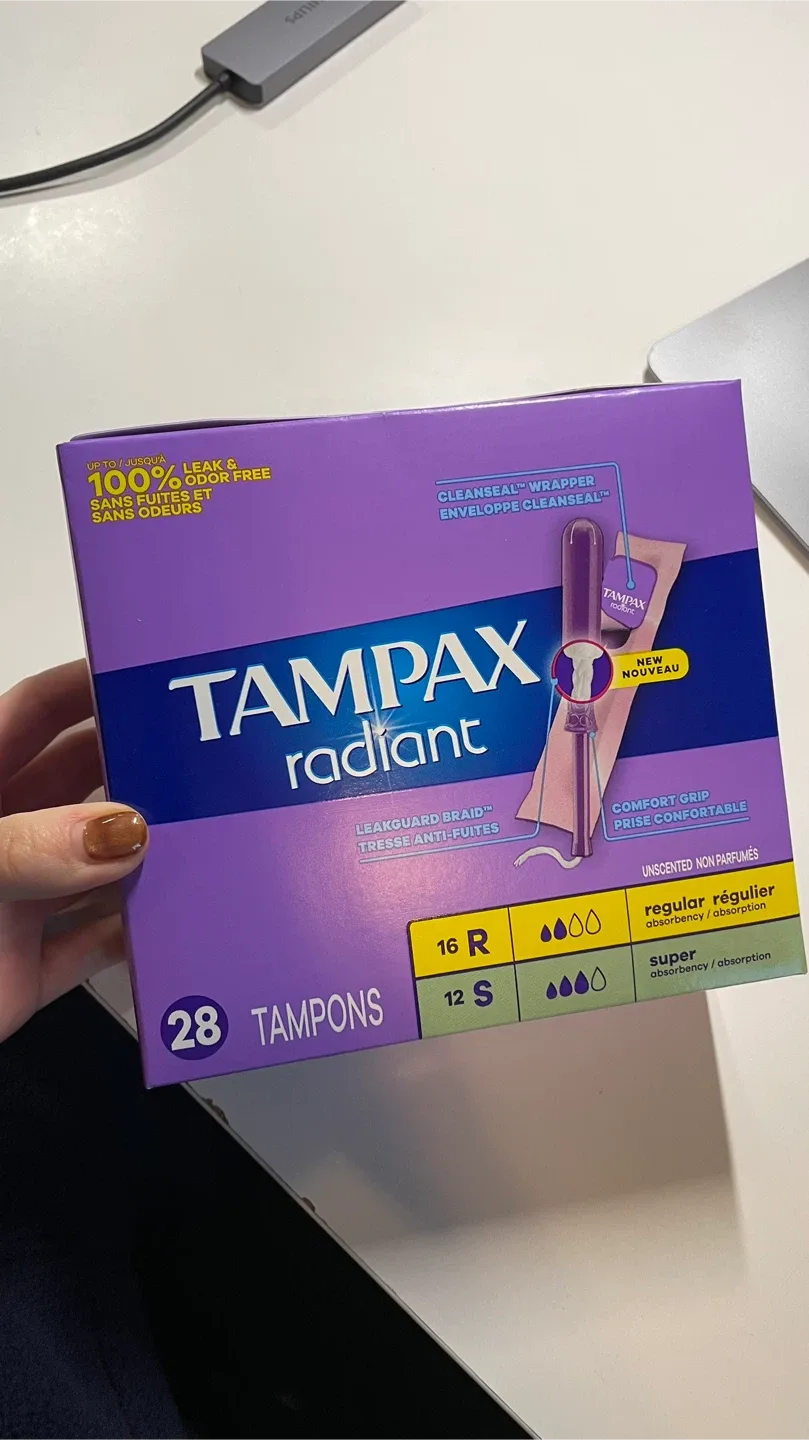 PHILIPS
UP TO / JUSQU'À
100% LEAK & ODOR FREE
SANS FUITES ET
SANS ODEURS
CLEANSEAL™ WRAPPER
ENVELOPPE CLEANSEAL™
TAMPAX
radiant
NEW
NOUVEAU
TAMPAX
radiant
LEAKGUARD BRAID™
TRESSE ANTI-FUITES
COMFORT GRIP
PRISE CONFORTABLE
UNSCENTED NON PARFUMÉS
16 R
regular régulier
absorbency / absorption
12 S
super
absorbency / absorption
28 TAMPONS